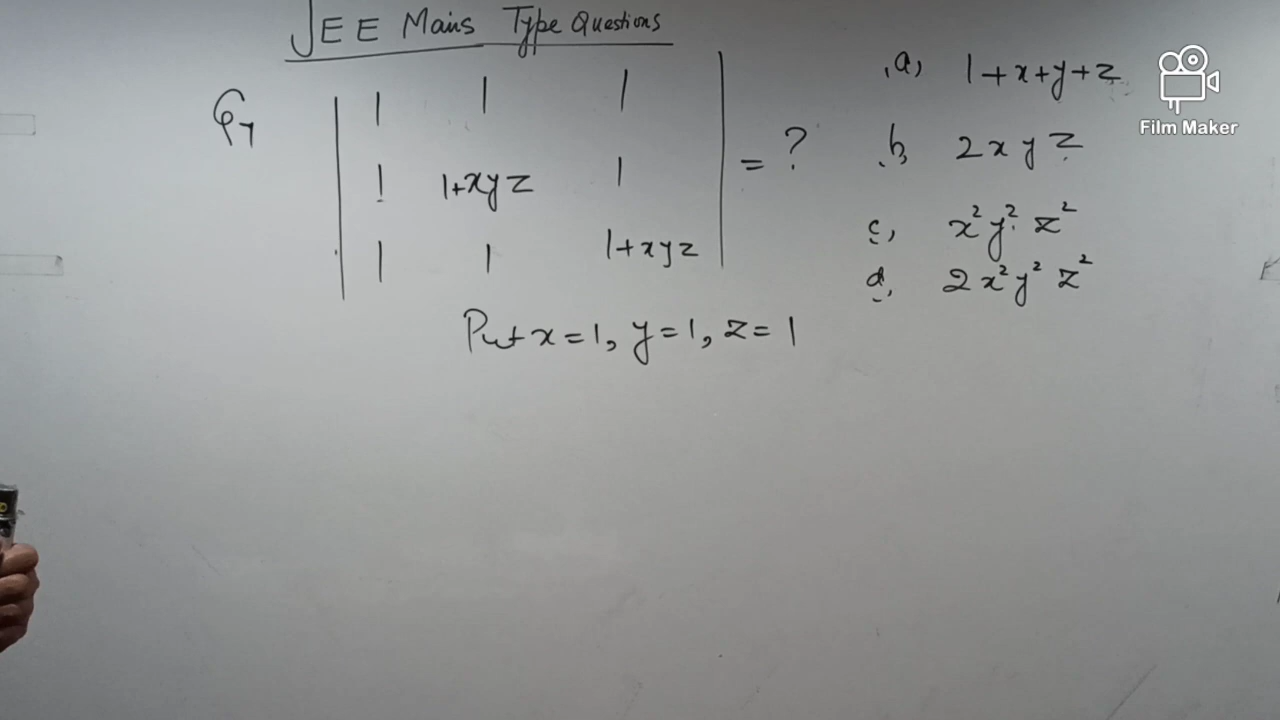 JEE Mains Type Questions
Q7 | 1 1 1 |
| 1 1+xyz 1 | = ?
| 1 1 1+xyz |
a, 1+x+y+z
b, 2xyz
c, x²y²z²
d, 2x²y²z²
Put x=1, y=1, z=1
Film Maker